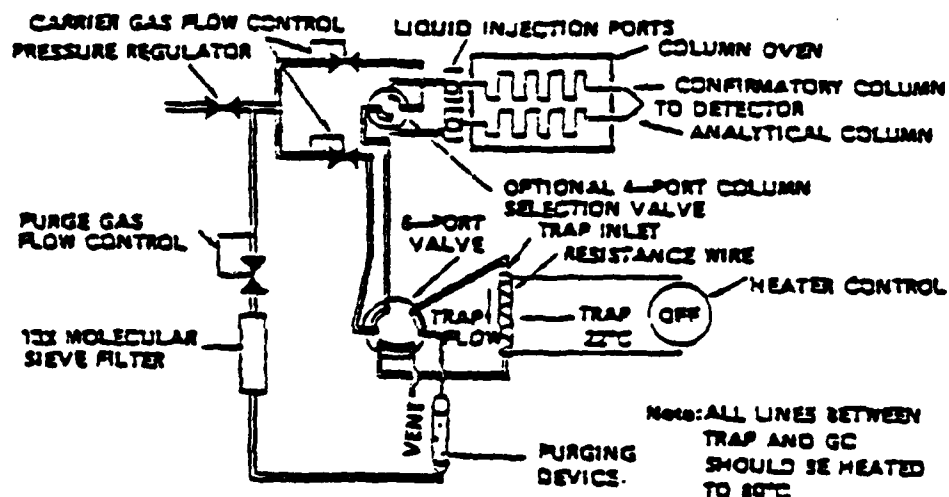 CARRIER GAS FLOW CONTROL
PRESSURE REGULATOR
LIQUID INJECTION PORTS
COLUMN OVEN
CONFIRMATORY COLUMN
TO DETECTOR
ANALYTICAL COLUMN
OPTIONAL 4-PORT COLUMN
SELECTION VALVE
PURGE GAS
FLOW CONTROL
6-PORT
VALVE
TRAP INLET
RESISTANCE WIRE
HEATER CONTROL
TRAP
FLOW
TRAP
22°C
OFF
13X MOLECULAR
SIEVE FILTER
VENT
PURGING
DEVICE.
Note: ALL LINES BETWEEN
TRAP AND GC
SHOULD BE HEATED
TO 80°C